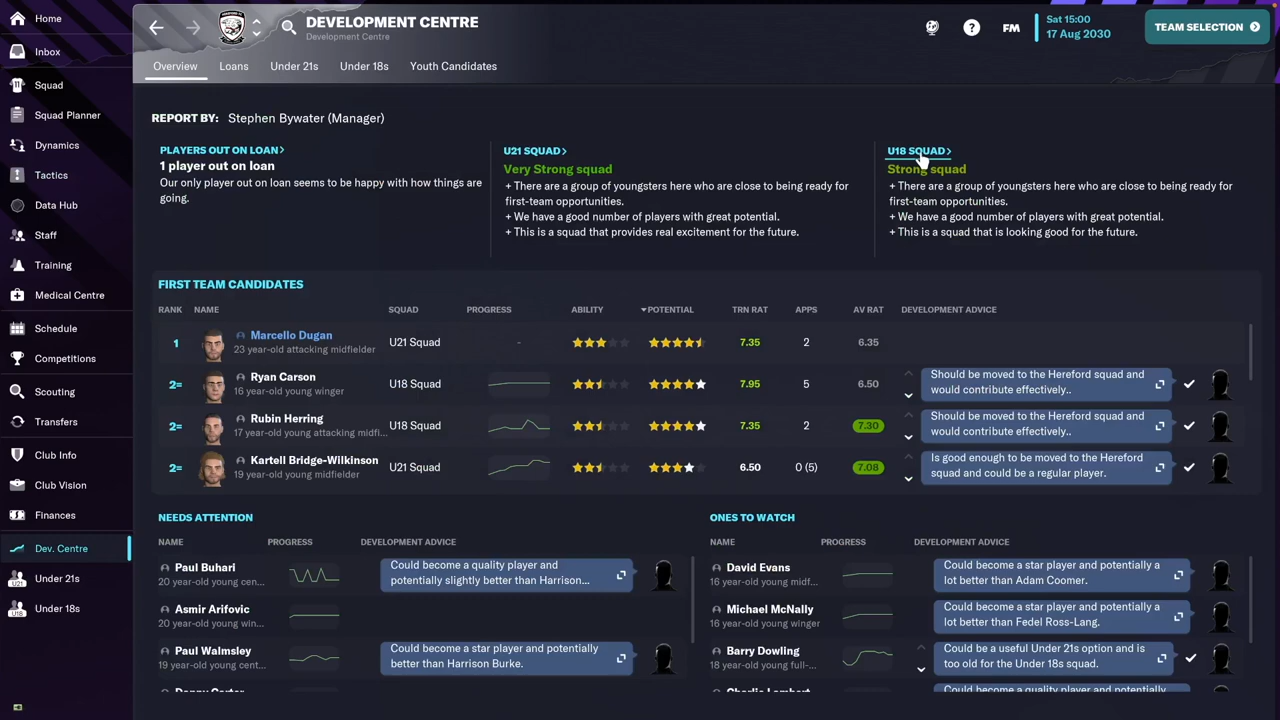 Home
DEVELOPMENT CENTRE
Development Centre
FM
Sat 15:00
17 Aug 2030
TEAM SELECTION
Inbox
Squad
Squad Planner
Dynamics
Tactics
Data Hub
Staff
Training
Medical Centre
Schedule
Competitions
Scouting
Transfers
Club Info
Club Vision
Finances
Dev. Centre
Under 21s
Under 18s
Overview
Loans
Under 21s
Under 18s
Youth Candidates
REPORT BY: Stephen Bywater (Manager)
PLAYERS OUT ON LOAN>
1 player out on loan
Our only player out on loan seems to be happy with how things are
going.
U21 SQUAD>
Very Strong squad
+ There are a group of youngsters here who are close to being ready for
first-team opportunities.
+ We have a good number of players with great potential.
+ This is a squad that provides real excitement for the future.
U18 SQUAD>
Strong squad
+ There are a group of youngsters here who are close to being ready for
first-team opportunities.
+ We have a good number of players with great potential.
+ This is a squad that is looking good for the future.
FIRST TEAM CANDIDATES
RANK NAME SQUAD PROGRESS ABILITY POTENTIAL TRN RAT APPS AV RAT DEVELOPMENT ADVICE
1 Marcello Dugan U21 Squad - 7.35 2 6.35
23 year-old attacking midfielder
2= Ryan Carson U18 Squad 7.95 5 6.50
16 year-old young winger
Should be moved to the Hereford squad and
would contribute effectively..
2= Rubin Herring U18 Squad 7.35 2 7.30
17 year-old young attacking midfi...
Should be moved to the Hereford squad and
would contribute effectively..
2= Kartell Bridge-Wilkinson U21 Squad 6.50 0 (5) 7.08
19 year-old young midfielder
Is good enough to be moved to the Hereford
squad and could be a regular player.
NEEDS ATTENTION
NAME PROGRESS DEVELOPMENT ADVICE
Paul Buhari
20 year-old young cen...
Could become a quality player and
potentially slightly better than Harrison...
Asmir Arifovic
20 year-old young win...
Paul Walmsley
19 year-old young cent...
Could become a star player and potentially
better than Harrison Burke.
Danny Carter
ONES TO WATCH
NAME PROGRESS DEVELOPMENT ADVICE
David Evans
16 year-old young midf...
Could become a star player and potentially a
lot better than Adam Coomer.
Michael McNally
16 year-old young winger
Could become a star player and potentially a
lot better than Fedel Ross-Lang.
Barry Dowling
18 year-old young full-...
Could be a useful Under 21s option and is
too old for the Under 18s squad.
Charlie Lambert
Could become a quality player and potentially